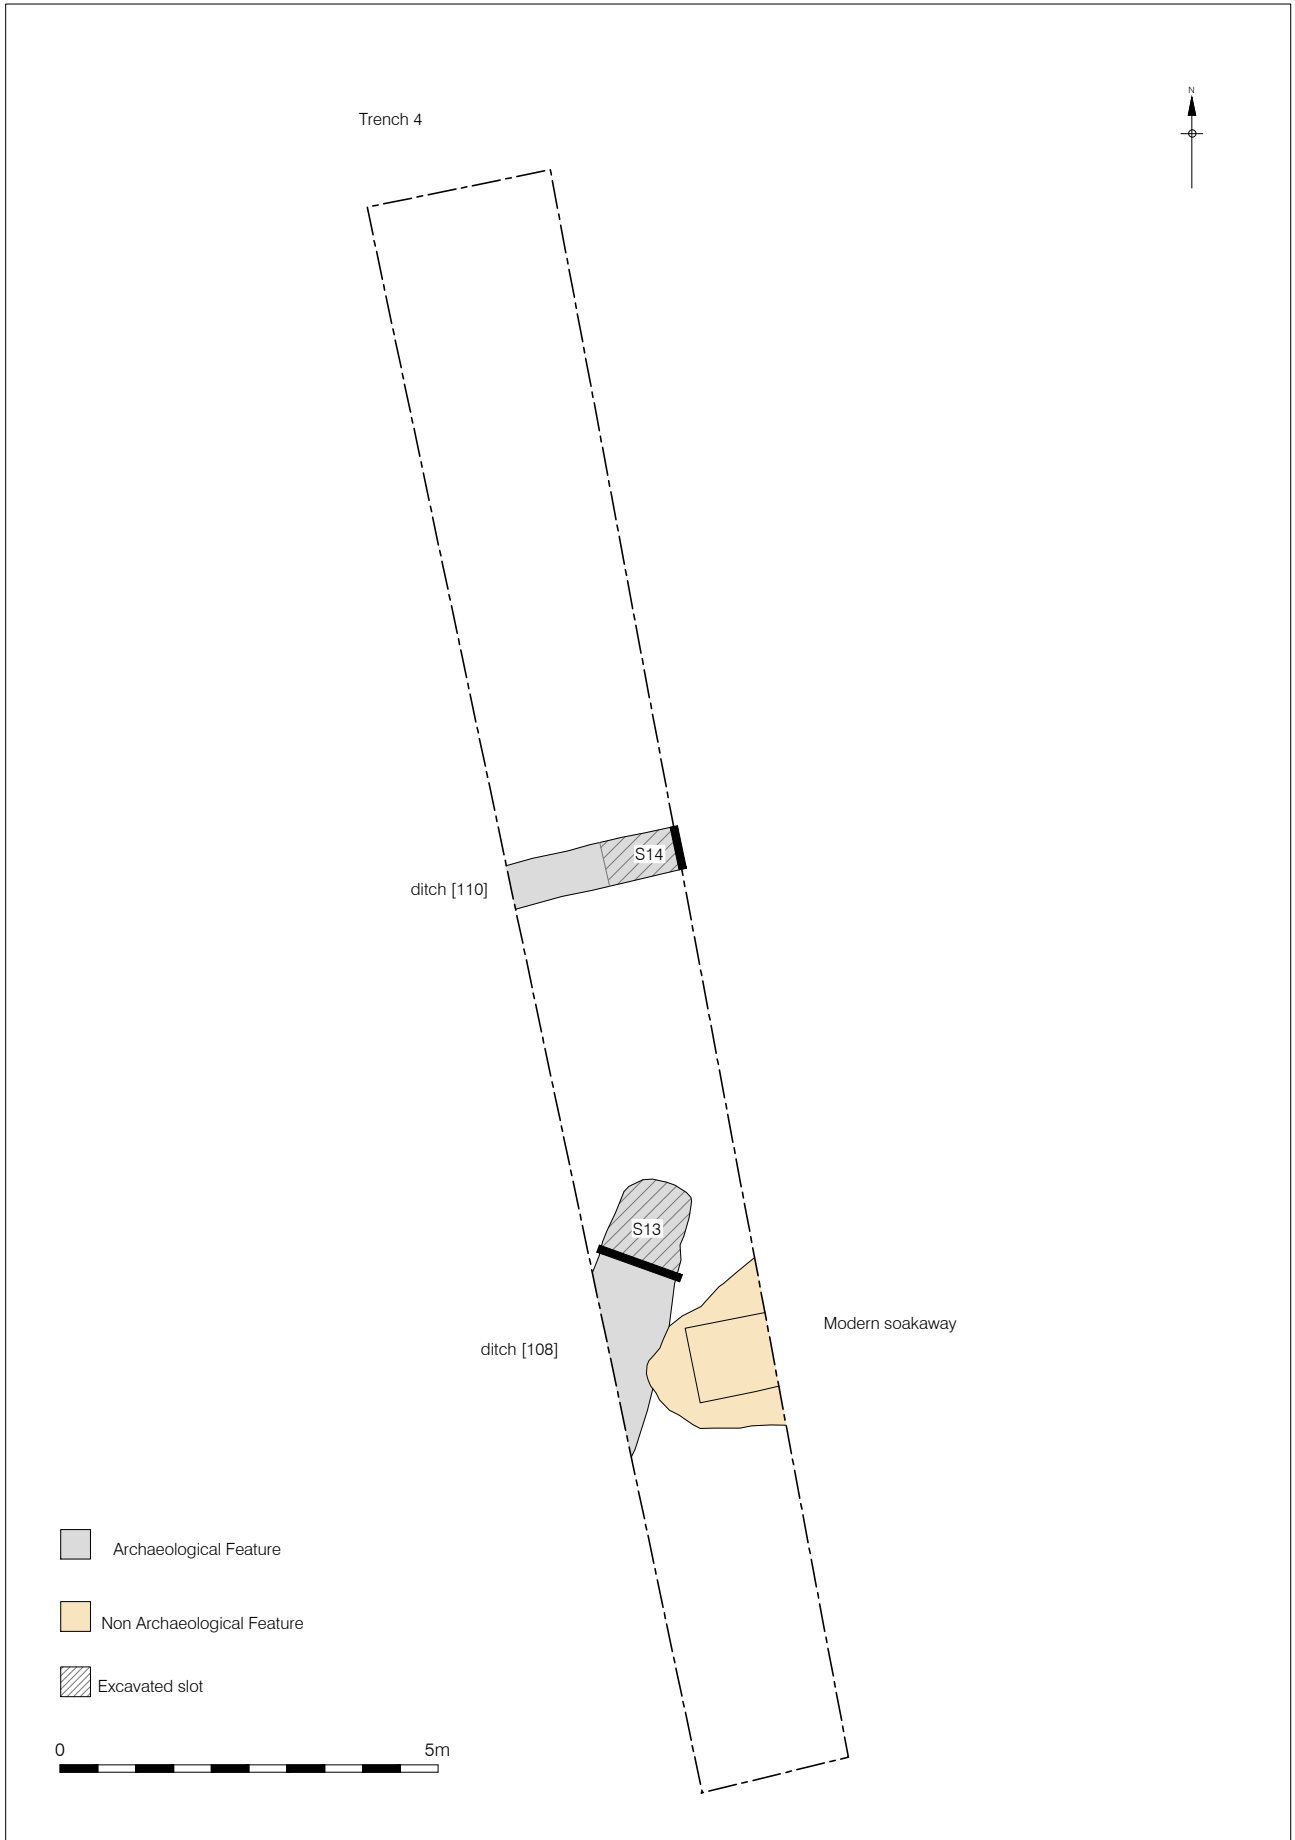 N
Trench 4
S14
ditch [110]
S13
Modern soakaway
ditch [108]
Archaeological Feature
Non Archaeological Feature
Excavated slot
0 5m